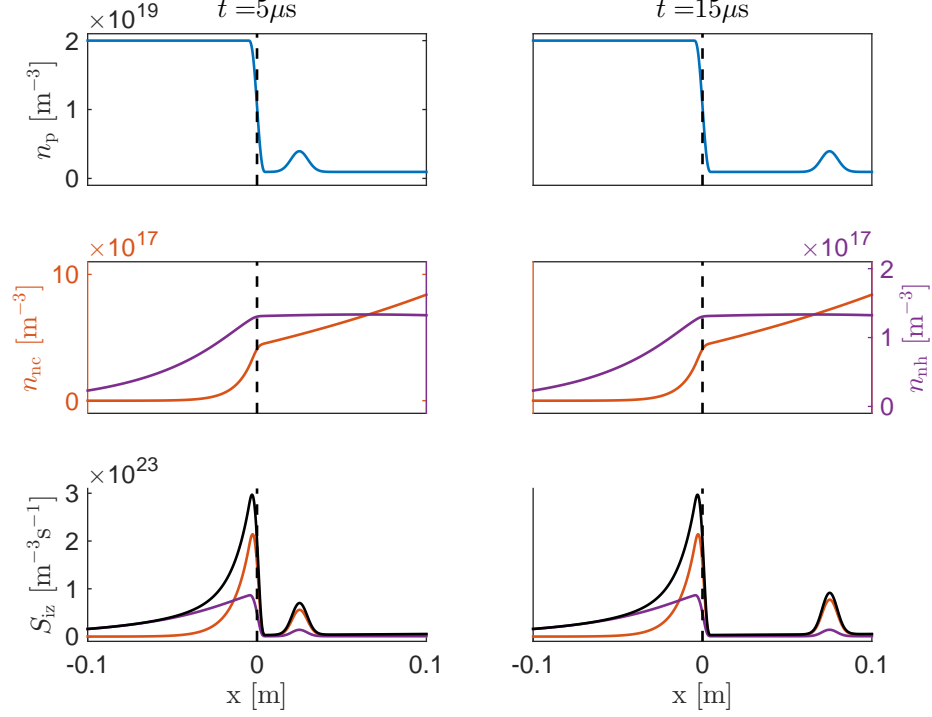 t = 5μs
t = 15μs
×10^19
2
1
0
n_p [m^−3]
×10^17
10
5
0
n_nc [m^−3]
×10^17
2
1
0
n_nh [m^−3]
×10^23
3
2
1
0
S_iz [m^−3 s^−1]
-0.1
0
0.1
x [m]
-0.1
0
0.1
x [m]